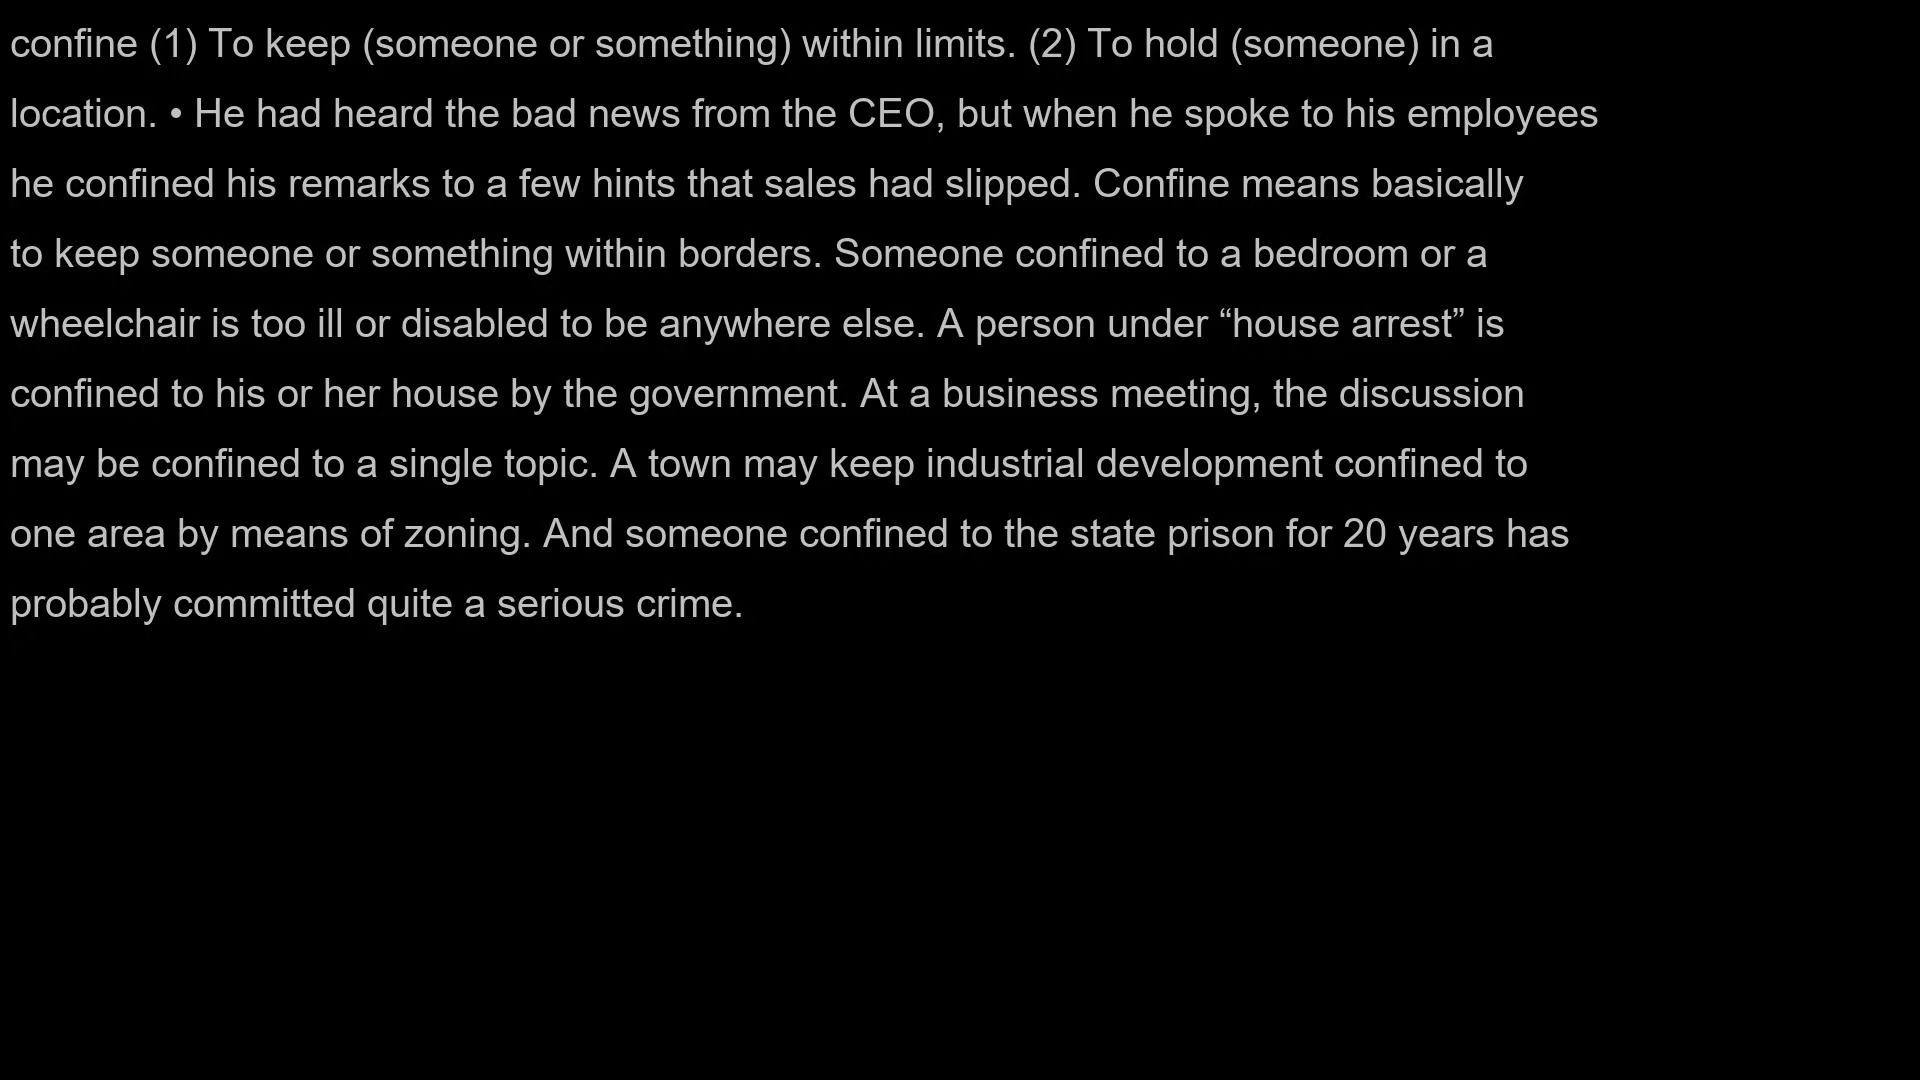 confine (1) To keep (someone or something) within limits. (2) To hold (someone) in a
location. • He had heard the bad news from the CEO, but when he spoke to his employees
he confined his remarks to a few hints that sales had slipped. Confine means basically
to keep someone or something within borders. Someone confined to a bedroom or a
wheelchair is too ill or disabled to be anywhere else. A person under “house arrest” is
confined to his or her house by the government. At a business meeting, the discussion
may be confined to a single topic. A town may keep industrial development confined to
one area by means of zoning. And someone confined to the state prison for 20 years has
probably committed quite a serious crime.